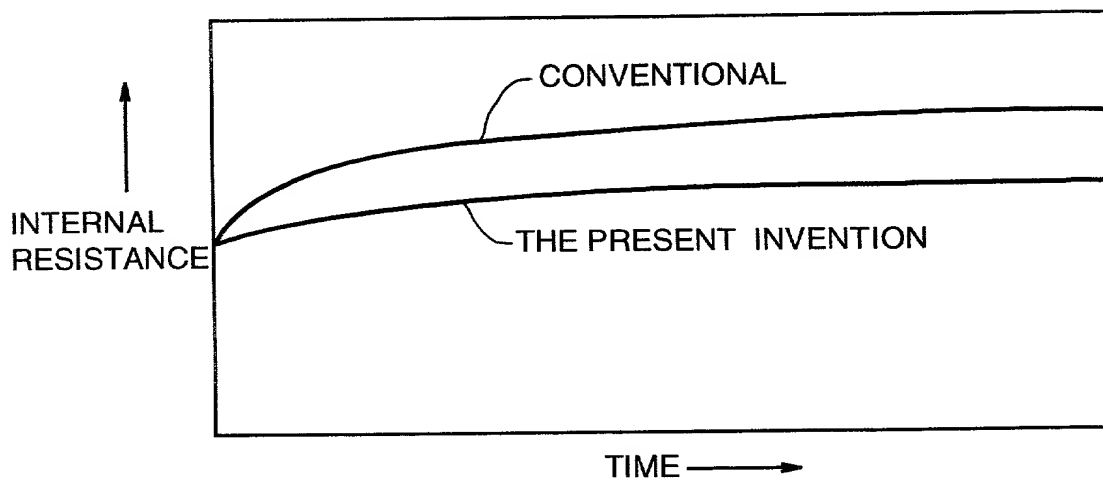 CONVENTIONAL
INTERNAL
RESISTANCE
THE PRESENT INVENTION
TIME